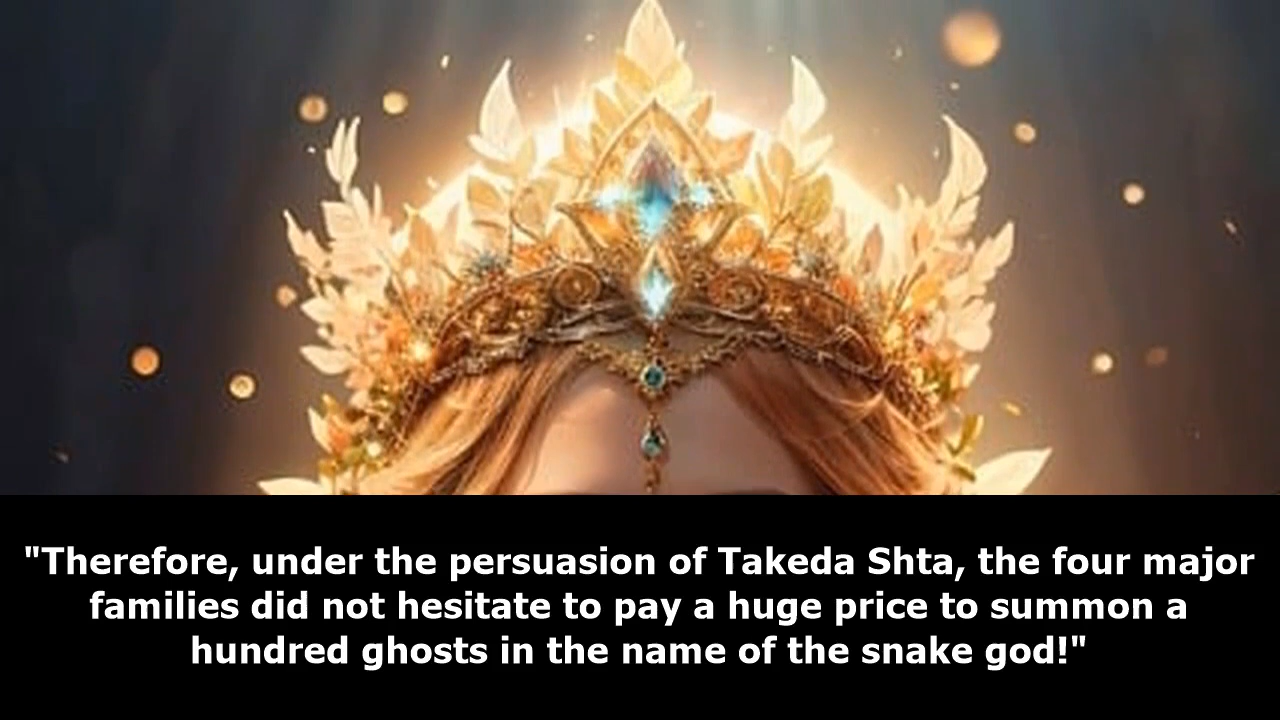 "Therefore, under the persuasion of Takeda Shta, the four major
families did not hesitate to pay a huge price to summon a
hundred ghosts in the name of the snake god!"